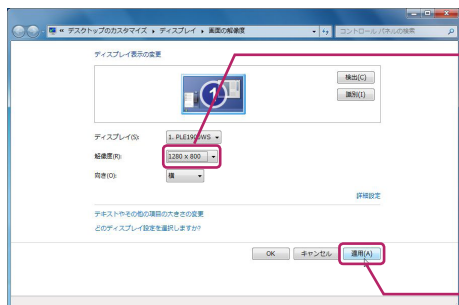 « デスクトップのカスタマイズ ▸ ディスプレイ ▸ 画面の解像度
コントロール パネルの検索
ディスプレイ表示の変更
1
検出(C)
識別(I)
ディスプレイ(S):
1. PLE1905WS
解像度(R):
1280 x 800
向き(O):
横
詳細設定
テキストやその他の項目の大きさの変更
どのディスプレイ設定を選択しますか?
OK
キャンセル
適用(A)